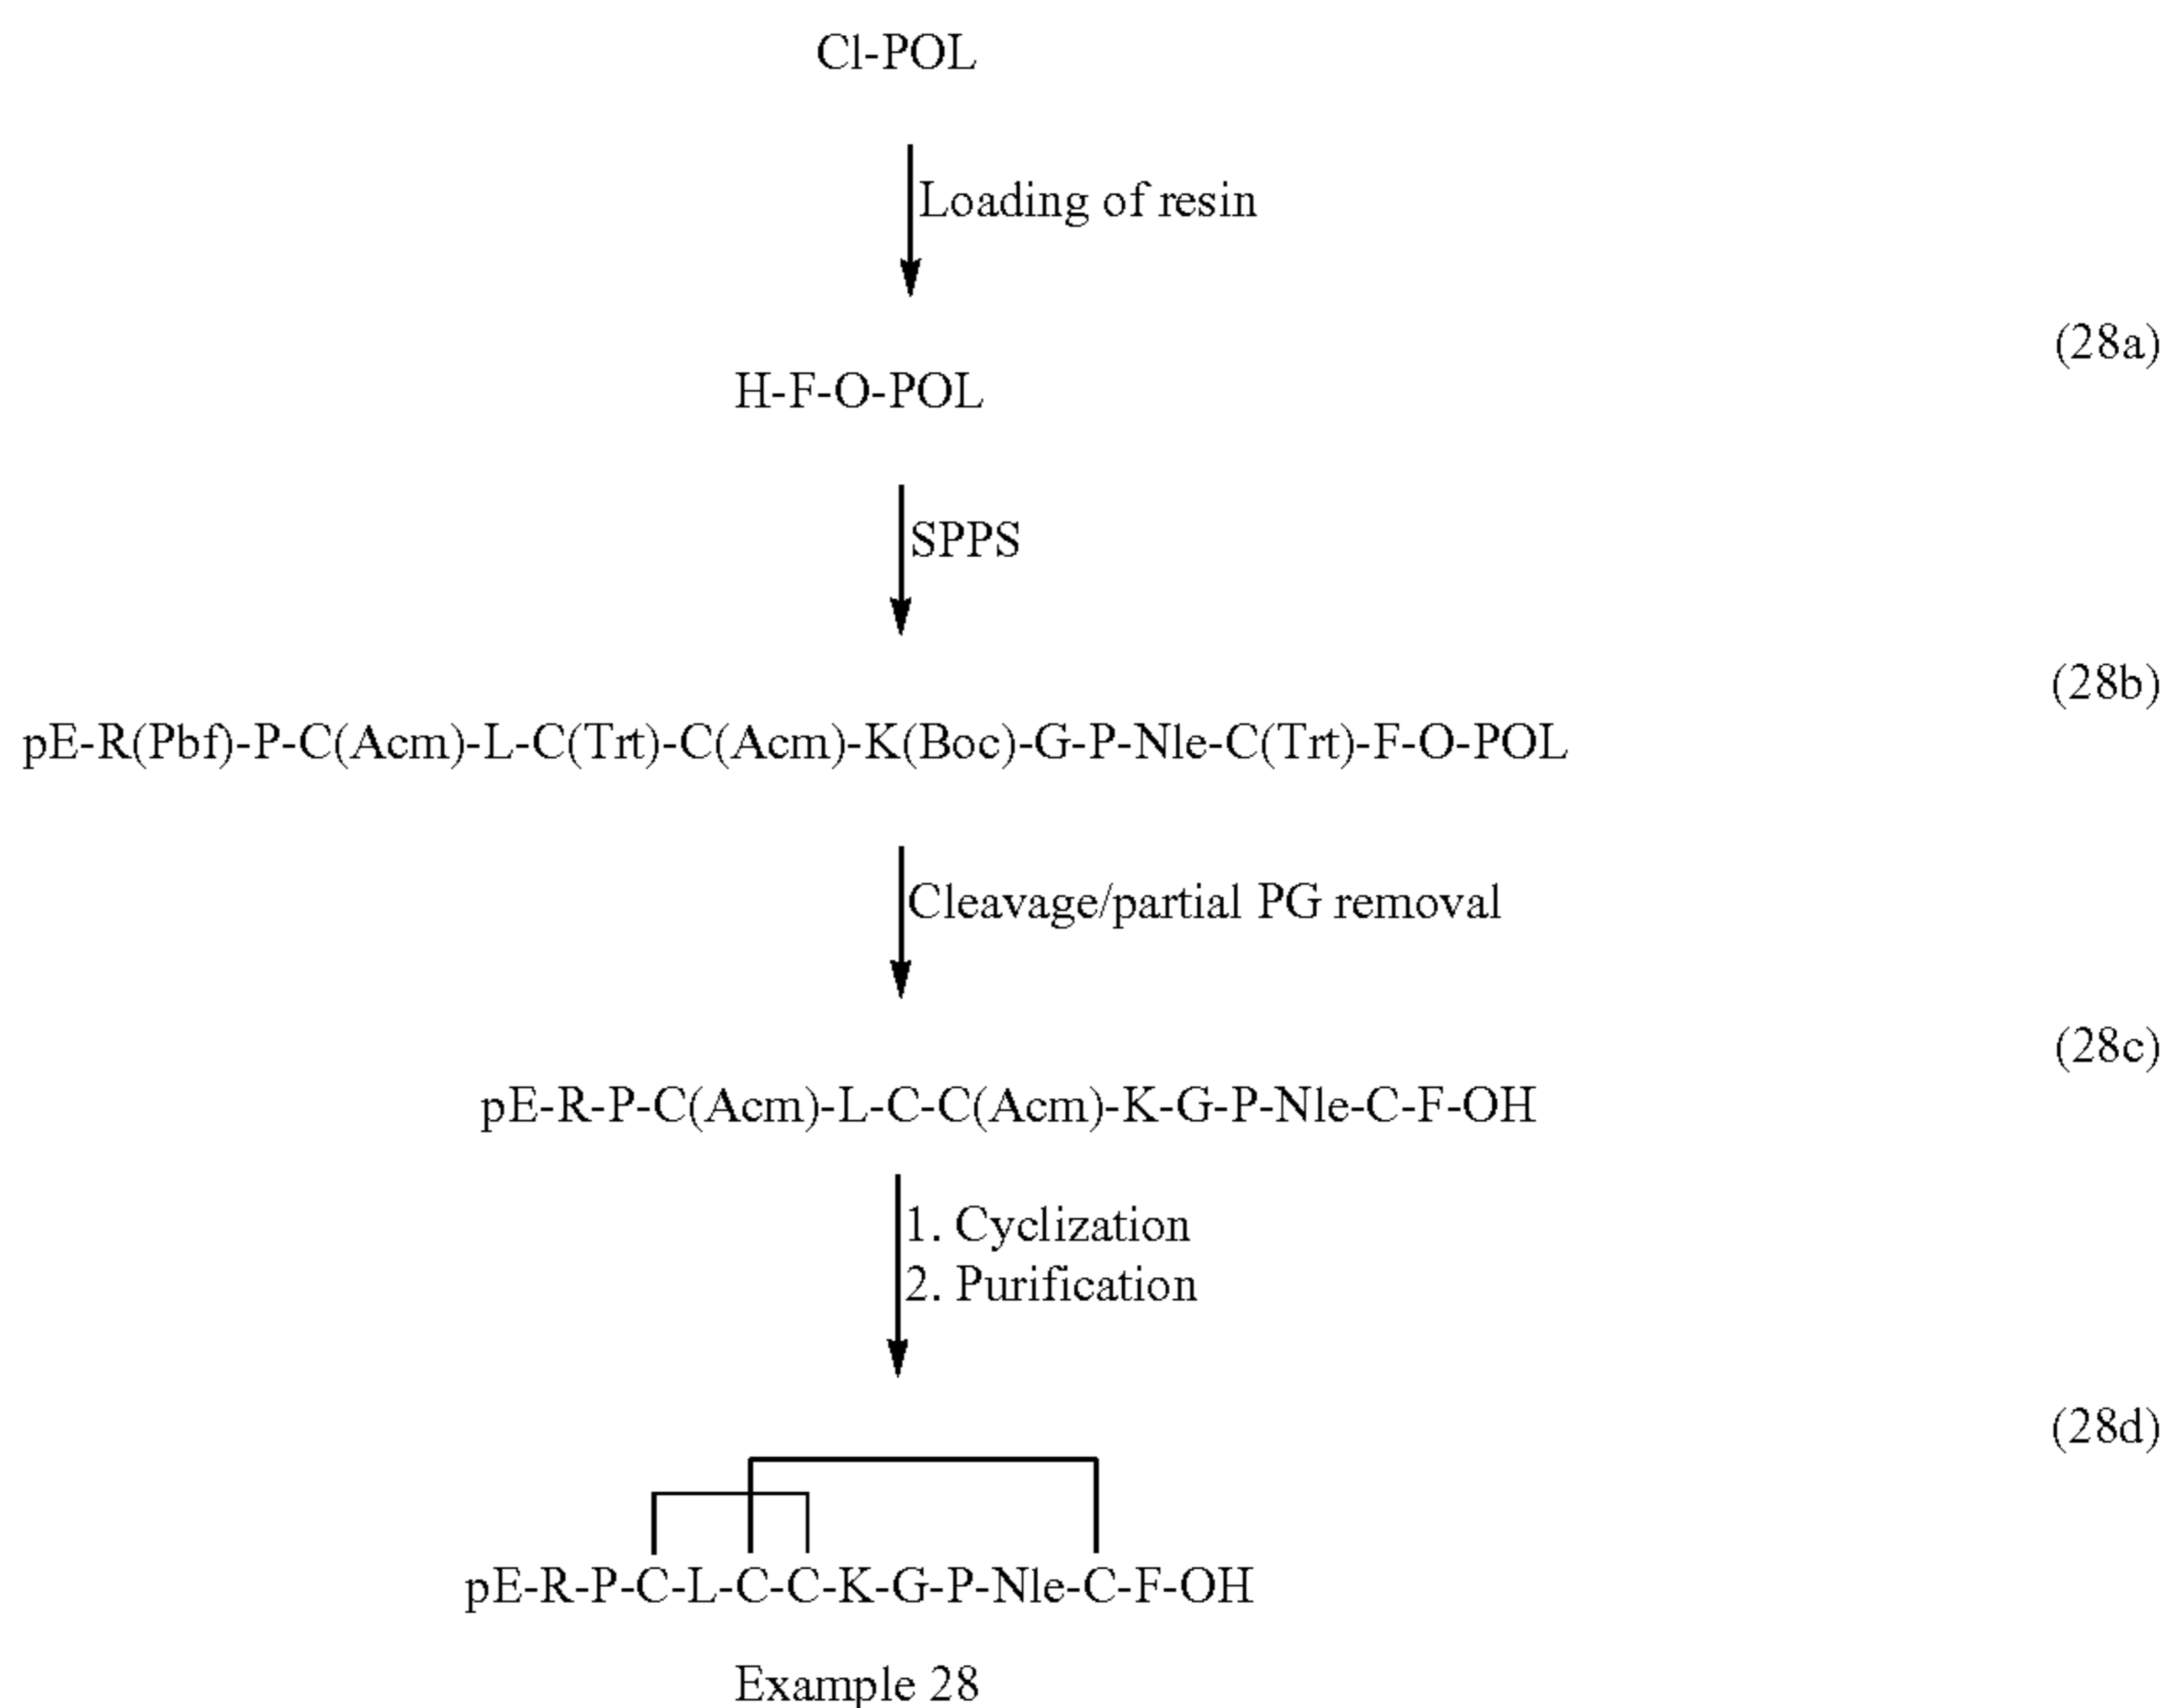 Cl-POL
Loading of resin
(28a)
H-F-O-POL
SPPS
(28b)
pE-R(Pbf)-P-C(Acm)-L-C(Trt)-C(Acm)-K(Boc)-G-P-Nle-C(Trt)-F-O-POL
Cleavage/partial PG removal
(28c)
pE-R-P-C(Acm)-L-C-C(Acm)-K-G-P-Nle-C-F-OH
1. Cyclization
2. Purification
(28d)
pE-R-P-C-L-C-C-K-G-P-Nle-C-F-OH
Example 28